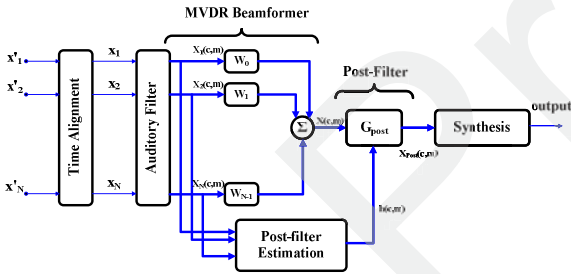 MVDR Beamformer
x'1 x1 X1(c,m) W0
Post-Filter
x'2 x2 X2(c,m) W1
Time Alignment
Auditory Filter
Σ X(c,m) Gpost Synthesis output
XPost(c,m)
x'N xN XN(c,m) WN-1
h(c,m)
Post-filter
Estimation